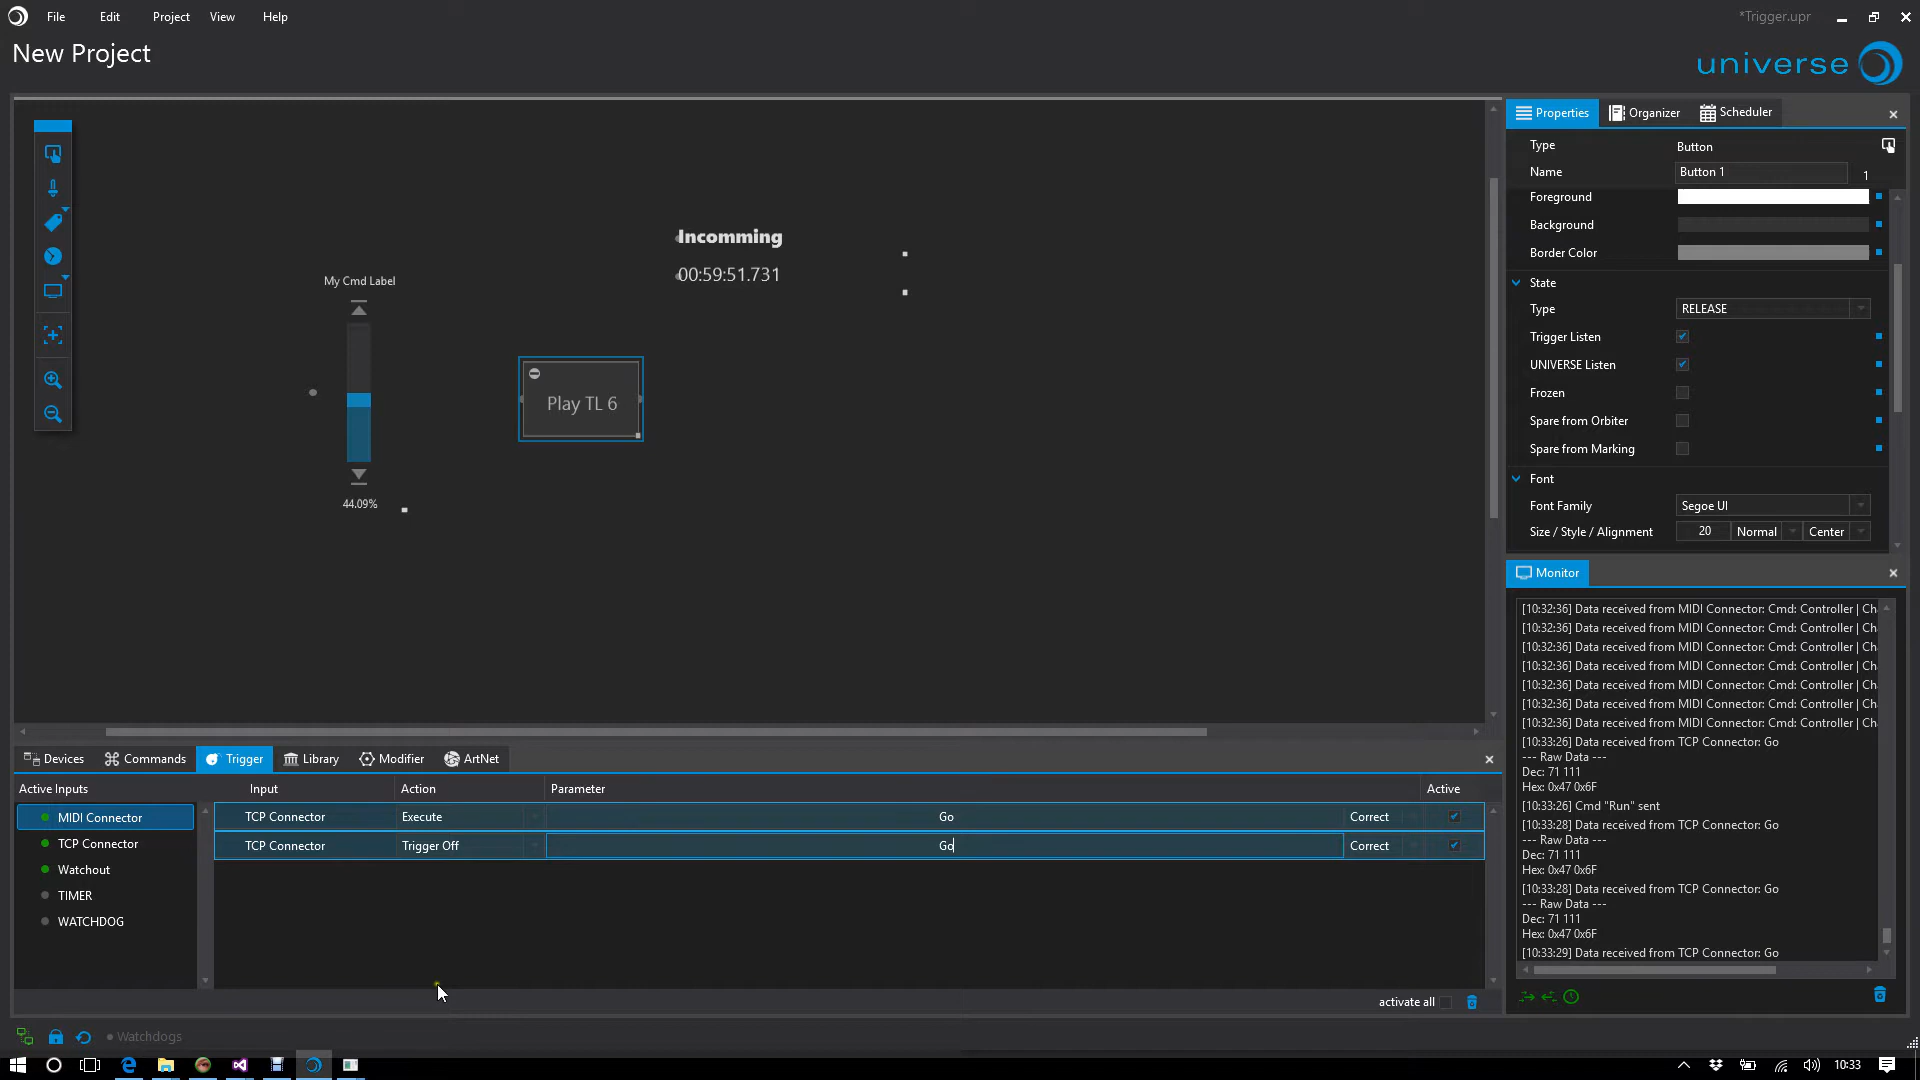 File Edit Project View Help
*Trigger.upr
New Project
universe
Properties Organizer Scheduler
Type Button
Name Button 1 1
Foreground
Background
Border Color
State
Type RELEASE
Trigger Listen
UNIVERSE Listen
Frozen
Spare from Orbiter
Spare from Marking
Font
Font Family Segoe UI
Size / Style / Alignment 20 Normal Center
Incomming
00:59:51.731
My Cmd Label
44.09%
Play TL 6
Monitor
[10:32:36] Data received from MIDI Connector: Cmd: Controller | Ch
[10:32:36] Data received from MIDI Connector: Cmd: Controller | Ch
[10:32:36] Data received from MIDI Connector: Cmd: Controller | Ch
[10:32:36] Data received from MIDI Connector: Cmd: Controller | Ch
[10:32:36] Data received from MIDI Connector: Cmd: Controller | Ch
[10:32:36] Data received from MIDI Connector: Cmd: Controller | Ch
[10:32:36] Data received from MIDI Connector: Cmd: Controller | Ch
[10:33:26] Data received from TCP Connector: Go
--- Raw Data ---
Dec: 71 111
Hex: 0x47 0x6F
[10:33:26] Cmd "Run" sent
[10:33:28] Data received from TCP Connector: Go
--- Raw Data ---
Dec: 71 111
Hex: 0x47 0x6F
[10:33:28] Data received from TCP Connector: Go
--- Raw Data ---
Dec: 71 111
Hex: 0x47 0x6F
[10:33:29] Data received from TCP Connector: Go
Devices Commands Trigger Library Modifier ArtNet
Active Inputs Input Action Parameter Active
MIDI Connector
TCP Connector
Watchout
TIMER
WATCHDOG
TCP Connector Execute Go Correct
TCP Connector Trigger Off Go Correct
activate all
Watchdogs
10:33